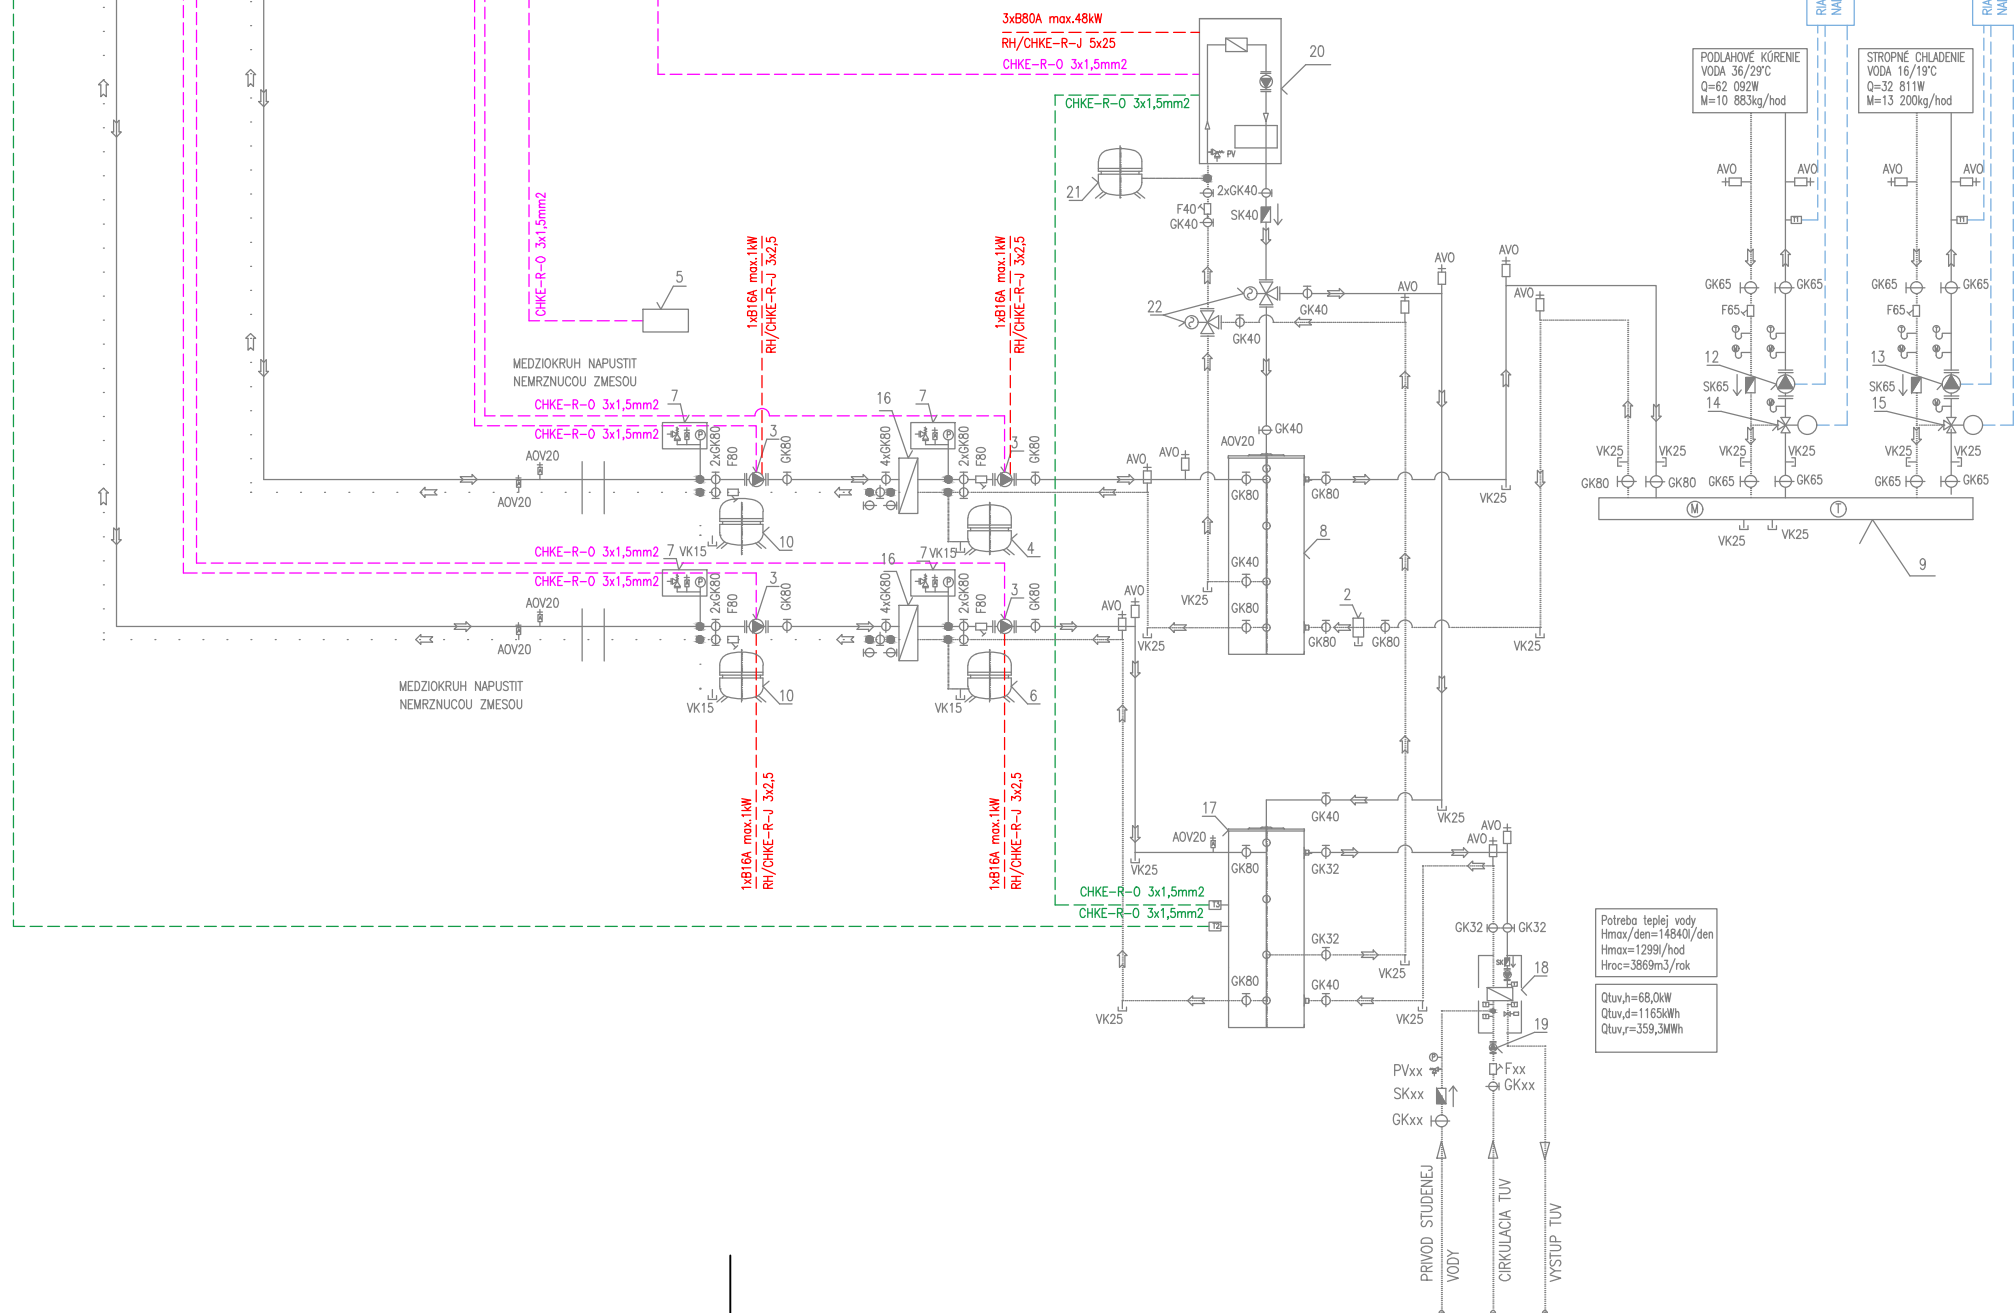 3xB80A max.48kW
RH/CHKE-R-J 5x25
CHKE-R-O 3x1,5mm2
CHKE-R-O 3x1,5mm2
20
PV
21
2xGK40
F40
GK40
SK40
22
GK40
GK40
GK40
AVO
AVO
AVO
AVO
PODLAHOVÉ KÚRENIE
VODA 36/29°C
Q=62 092W
M=10 883kg/hod
STROPNÉ CHLADENIE
VODA 16/19°C
Q=32 811W
M=13 200kg/hod
AVO
AVO
AVO
AVO
GK65
GK65
GK65
GK65
F65
F65
12
13
SK65
SK65
14
15
VK25
VK25
VK25
VK25
VK25
VK25
GK80
GK80
GK65
GK65
GK65
GK65
M
T
VK25
VK25
9
CHKE-R-O 3x1,5mm2
5
1xB16A max.1kW
RH/CHKE-R-J 3x2,5
1xB16A max.1kW
RH/CHKE-R-J 3x2,5
MEDZIOKRUH NAPUSTIT
NEMRZNUCOU ZMESOU
CHKE-R-O 3x1,5mm2
CHKE-R-O 3x1,5mm2
7
16
7
3
3
AOV20
AOV20
P
2xGK80
F80
GK80
4xGK80
P
2xGK80
F80
GK80
AVO
AVO
AOV20
GK80
GK80
VK25
10
4
8
VK15
VK15
CHKE-R-O 3x1,5mm2
CHKE-R-O 3x1,5mm2
7
16
7
3
3
AOV20
AOV20
P
2xGK80
F80
GK80
4xGK80
P
2xGK80
F80
GK80
AVO
AVO
GK40
VK25
GK80
VK25
2
GK80
GK80
VK25
10
6
VK15
VK15
MEDZIOKRUH NAPUSTIT
NEMRZNUCOU ZMESOU
1xB16A max.1kW
RH/CHKE-R-J 3x2,5
1xB16A max.1kW
RH/CHKE-R-J 3x2,5
17
GK40
VK25
AOV20
VK25
GK80
GK32
AVO
AVO
CHKE-R-O 3x1,5mm2
CHKE-R-O 3x1,5mm2
T3
T2
GK32
VK25
GK80
GK40
VK25
VK25
GK32
GK32
SK
18
19
Potreba teplej vody
Hmax/den=14840l/den
Hmax=1299l/hod
Hroc=3869m3/rok
Qtuv,h=68,0kW
Qtuv,d=1165kWh
Qtuv,r=359,3MWh
P
PVxx
SKxx
GKxx
Fxx
GKxx
PRIVOD STUDENEJ
VODY
CIRKULACIA TUV
VYSTUP TUV